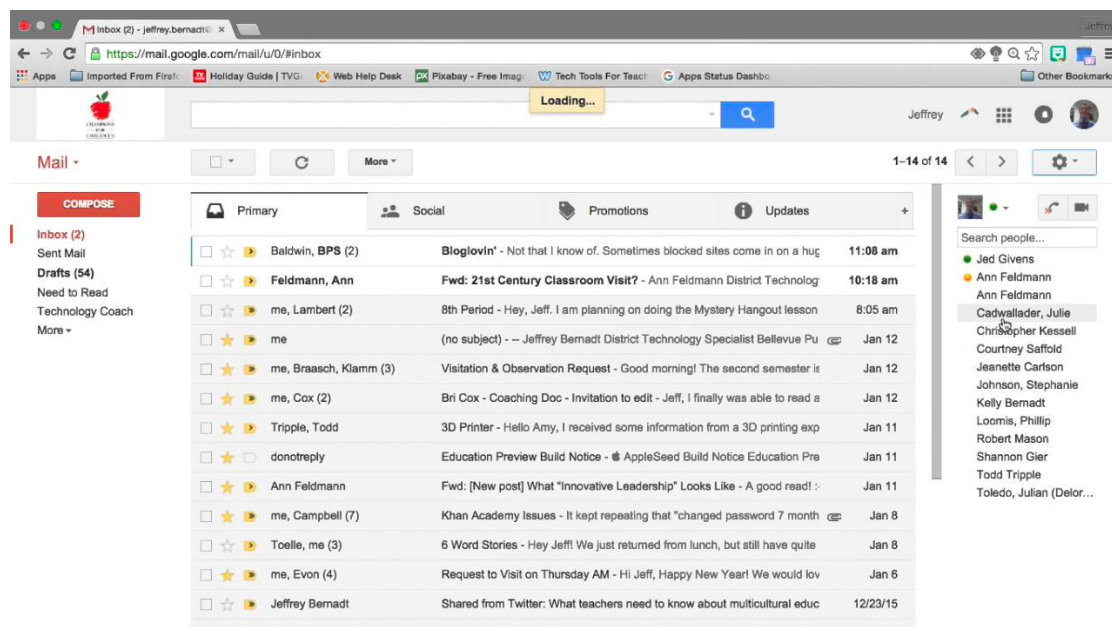 Inbox (2) - jeffrey.bernadt@ ×
Jeffrey
https://mail.google.com/mail/u/0/#inbox
Apps Imported From Firefo Holiday Guide | TVG Web Help Desk Pixabay - Free Image Tech Tools For Teach G Apps Status Dashbo Other Bookmarks
CHAMPIONS
FOR
CHILDREN
Loading...
Jeffrey
Mail
More
1–14 of 14
COMPOSE
Inbox (2)
Sent Mail
Drafts (54)
Need to Read
Technology Coach
More
Primary Social Promotions Updates +
Baldwin, BPS (2) Bloglovin' - Not that I know of. Sometimes blocked sites come in on a hug 11:08 am
Feldmann, Ann Fwd: 21st Century Classroom Visit? - Ann Feldmann District Technolog 10:18 am
me, Lambert (2) 8th Period - Hey, Jeff. I am planning on doing the Mystery Hangout lesson 8:05 am
me (no subject) - -- Jeffrey Bernadt District Technology Specialist Bellevue Pu Jan 12
me, Braasch, Klamm (3) Visitation & Observation Request - Good morning! The second semester is Jan 12
me, Cox (2) Bri Cox - Coaching Doc - Invitation to edit - Jeff, I finally was able to read a Jan 12
Tripple, Todd 3D Printer - Hello Amy, I received some information from a 3D printing exp Jan 11
donotreply Education Preview Build Notice - AppleSeed Build Notice Education Pre Jan 11
Ann Feldmann Fwd: [New post] What "Innovative Leadership" Looks Like - A good read! :- Jan 11
me, Campbell (7) Khan Academy Issues - It kept repeating that "changed password 7 month Jan 8
Toelle, me (3) 6 Word Stories - Hey Jeff! We just returned from lunch, but still have quite Jan 8
me, Evon (4) Request to Visit on Thursday AM - Hi Jeff, Happy New Year! We would lov Jan 6
Jeffrey Bernadt Shared from Twitter: What teachers need to know about multicultural educ 12/23/15
Search people...
Jed Givens
Ann Feldmann
Ann Feldmann
Cadwallader, Julie
Christopher Kessell
Courtney Saffold
Jeanette Carlson
Johnson, Stephanie
Kelly Bernadt
Loomis, Phillip
Robert Mason
Shannon Gier
Todd Tripple
Toledo, Julian (Delor...